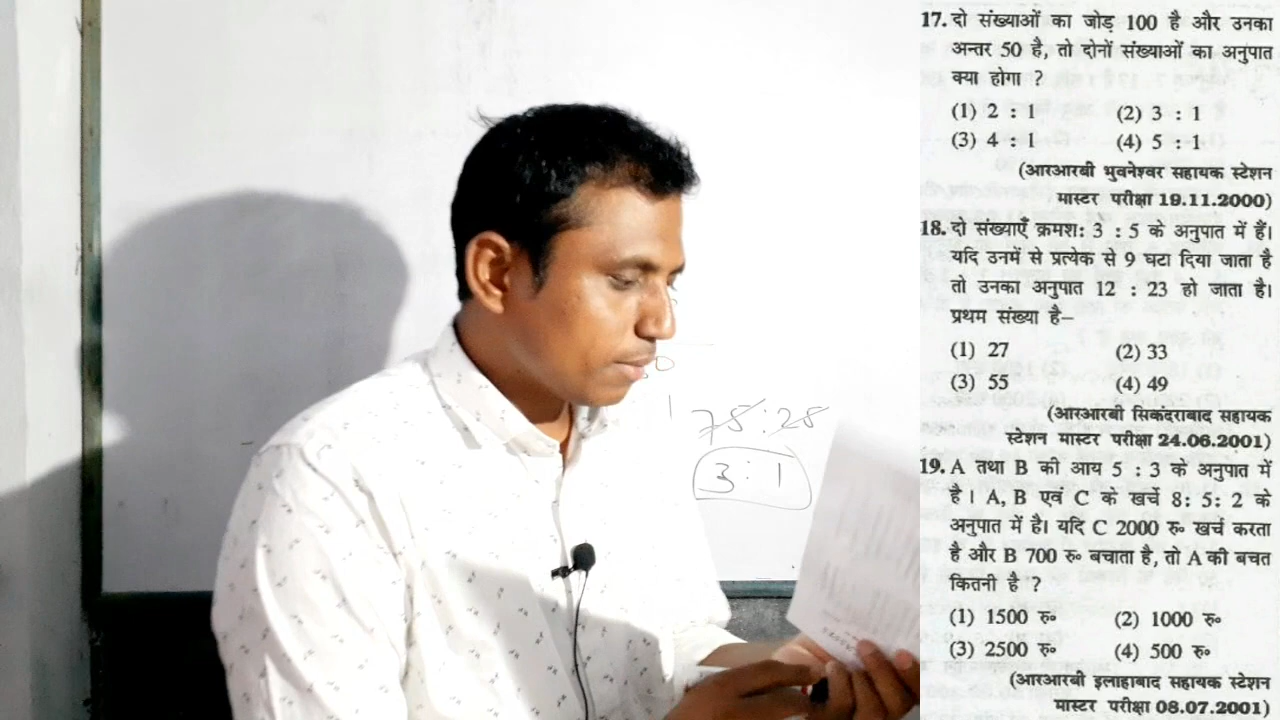 75:25
3:1
17. दो संख्याओं का जोड़ 100 है और उनका
अन्तर 50 है, तो दोनों संख्याओं का अनुपात
क्या होगा ?
(1) 2 : 1 (2) 3 : 1
(3) 4 : 1 (4) 5 : 1
(आरआरबी भुवनेश्वर सहायक स्टेशन
मास्टर परीक्षा 19.11.2000)
18. दो संख्याएँ क्रमश: 3 : 5 के अनुपात में हैं।
यदि उनमें से प्रत्येक से 9 घटा दिया जाता है
तो उनका अनुपात 12 : 23 हो जाता है।
प्रथम संख्या है–
(1) 27 (2) 33
(3) 55 (4) 49
(आरआरबी सिकंदराबाद सहायक
स्टेशन मास्टर परीक्षा 24.06.2001)
19. A तथा B की आय 5 : 3 के अनुपात में
है। A, B एवं C के खर्चे 8: 5: 2 के
अनुपात में है। यदि C 2000 रु० खर्च करता
है और B 700 रु० बचाता है, तो A की बचत
कितनी है ?
(1) 1500 रु० (2) 1000 रु०
(3) 2500 रु० (4) 500 रु०
(आरआरबी इलाहाबाद सहायक स्टेशन
मास्टर परीक्षा 08.07.2001)